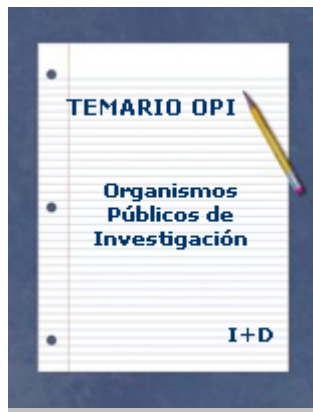 TEMARIO OPI
Organismos
Públicos de
Investigación
I+D